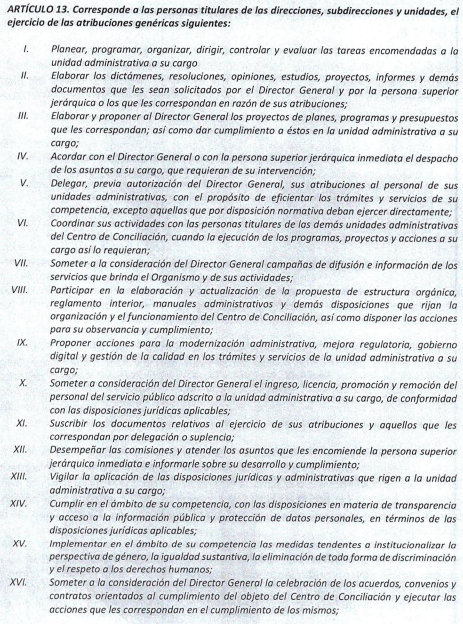 ARTÍCULO 13. Corresponde a las personas titulares de las direcciones, subdirecciones y unidades, el
ejercicio de las atribuciones genéricas siguientes:
I. Planear, programar, organizar, dirigir, controlar y evaluar las tareas encomendadas a la
unidad administrativa a su cargo
II. Elaborar los dictámenes, resoluciones, opiniones, estudios, proyectos, informes y demás
documentos que les sean solicitados por el Director General y por la persona superior
jerárquica o los que les correspondan en razón de sus atribuciones;
III. Elaborar y proponer al Director General los proyectos de planes, programas y presupuestos
que les correspondan; así como dar cumplimiento a éstos en la unidad administrativa a su
cargo;
IV. Acordar con el Director General o con la persona superior jerárquica inmediata el despacho
de los asuntos a su cargo, que requieran de su intervención;
V. Delegar, previa autorización del Director General, sus atribuciones al personal de sus
unidades administrativas, con el propósito de eficientar los trámites y servicios de su
competencia, excepto aquellas que por disposición normativa deban ejercer directamente;
VI. Coordinar sus actividades con las personas titulares de las demás unidades administrativas
del Centro de Conciliación, cuando la ejecución de los programas, proyectos y acciones a su
cargo así lo requieran;
VII. Someter a la consideración del Director General campañas de difusión e información de los
servicios que brinda el Organismo y de sus actividades;
VIII. Participar en la elaboración y actualización de la propuesta de estructura orgánica,
reglamento interior, manuales administrativos y demás disposiciones que rijan la
organización y el funcionamiento del Centro de Conciliación, así como disponer las acciones
para su observancia y cumplimiento;
IX. Proponer acciones para la modernización administrativa, mejora regulatoria, gobierno
digital y gestión de la calidad en los trámites y servicios de la unidad administrativa a su
cargo;
X. Someter a consideración del Director General el ingreso, licencia, promoción y remoción del
personal del servicio público adscrito a la unidad administrativa a su cargo, de conformidad
con las disposiciones jurídicas aplicables;
XI. Suscribir los documentos relativos al ejercicio de sus atribuciones y aquellos que les
correspondan por delegación o suplencia;
XII. Desempeñar las comisiones y atender los asuntos que les encomiende la persona superior
jerárquica inmediata e informarle sobre su desarrollo y cumplimiento;
XIII. Vigilar la aplicación de las disposiciones jurídicas y administrativas que rigen a la unidad
administrativa a su cargo;
XIV. Cumplir en el ámbito de su competencia, con las disposiciones en materia de transparencia
y acceso a la información pública y protección de datos personales, en términos de las
disposiciones jurídicas aplicables;
XV. Implementar en el ámbito de su competencia las medidas tendentes a institucionalizar la
perspectiva de género, la igualdad sustantiva, la eliminación de toda forma de discriminación
y el respeto a los derechos humanos;
XVI. Someter a la consideración del Director General la celebración de los acuerdos, convenios y
contratos orientados al cumplimiento del objeto del Centro de Conciliación y ejecutar las
acciones que les correspondan en el cumplimiento de los mismos;